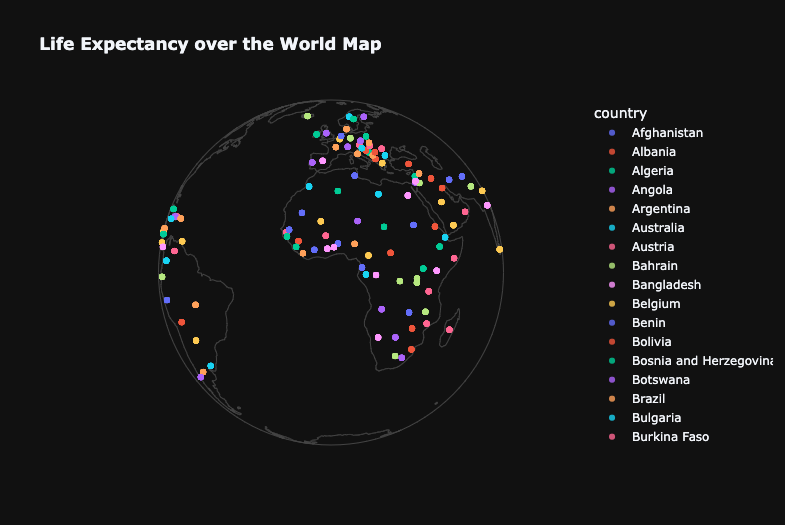 Life Expectancy over the World Map
country
Afghanistan
Albania
Algeria
Angola
Argentina
Australia
Austria
Bahrain
Bangladesh
Belgium
Benin
Bolivia
Bosnia and Herzegovina
Botswana
Brazil
Bulgaria
Burkina Faso